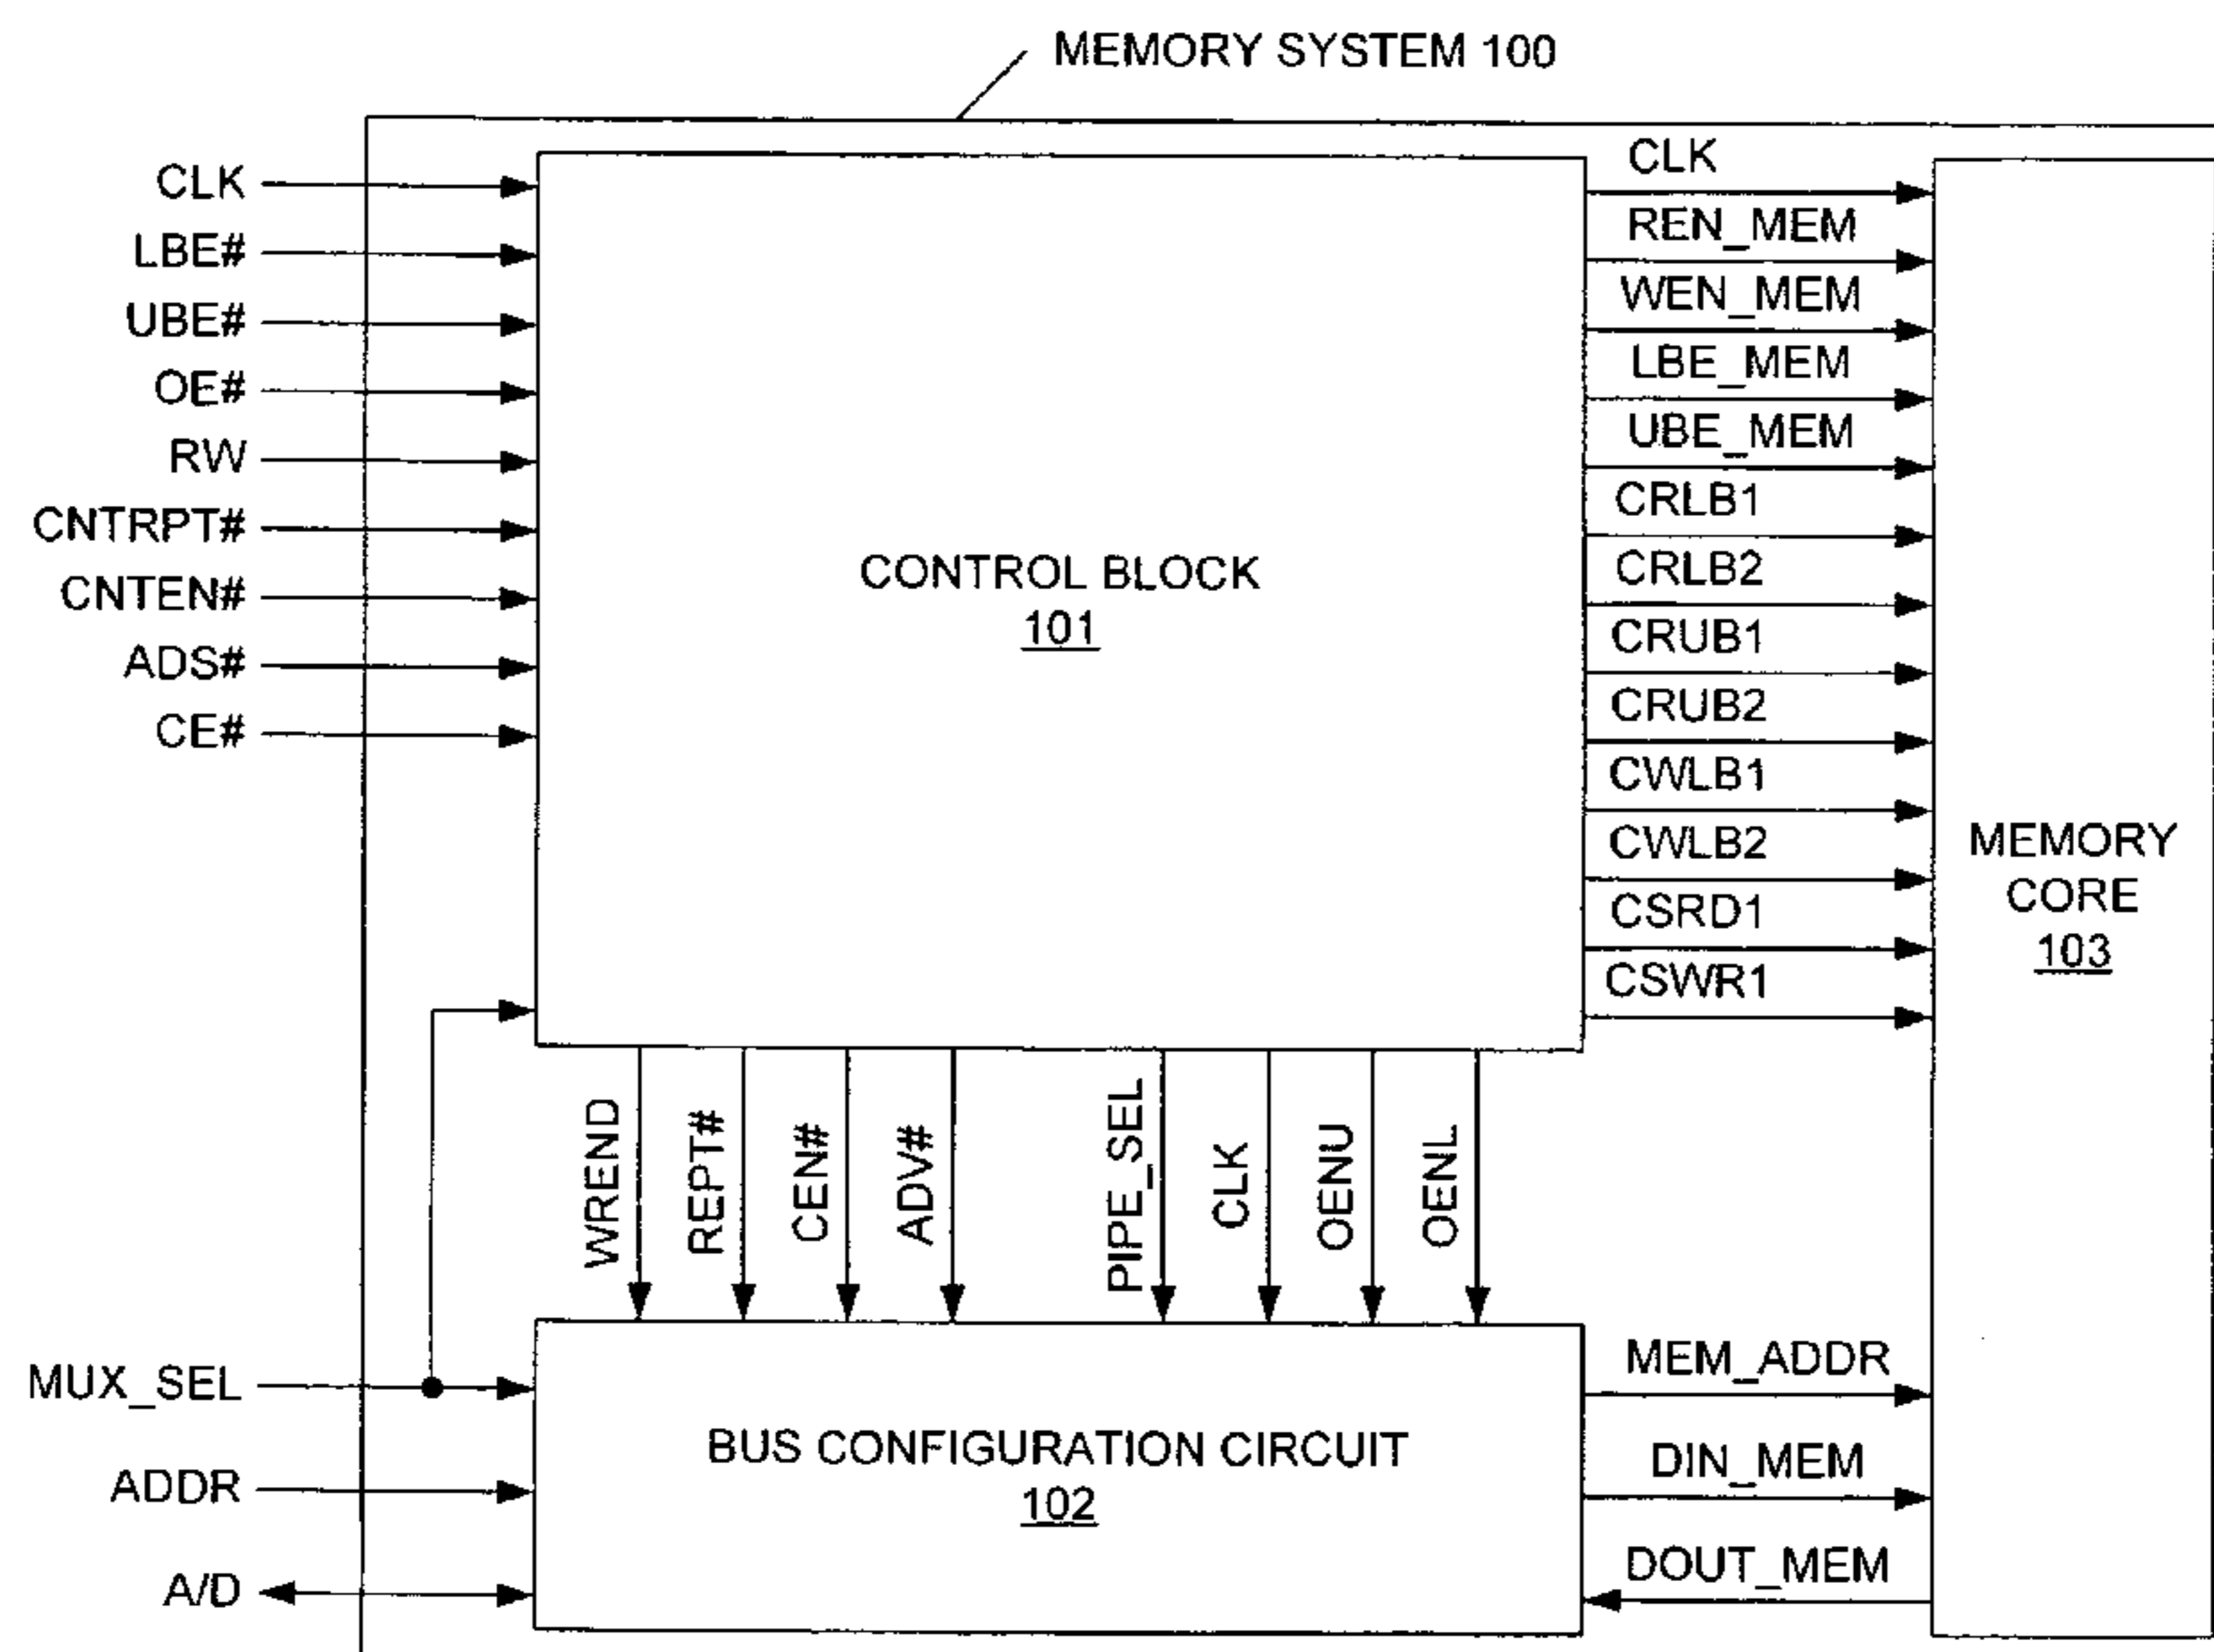 MEMORY SYSTEM 100
CLK
LBE#
UBE#
OE#
RW
CNTRPT#
CNTEN#
ADS#
CE#
CONTROL BLOCK
101
CLK
REN_MEM
WEN_MEM
LBE_MEM
UBE_MEM
CRLB1
CRLB2
CRUB1
CRUB2
CWLB1
CWLB2
CSRD1
CSWR1
MEMORY
CORE
103
WREND
REPT#
CEN#
ADV#
PIPE_SEL
CLK
OENU
OENL
MUX_SEL
ADDR
A/D
BUS CONFIGURATION CIRCUIT
102
MEM_ADDR
DIN_MEM
DOUT_MEM